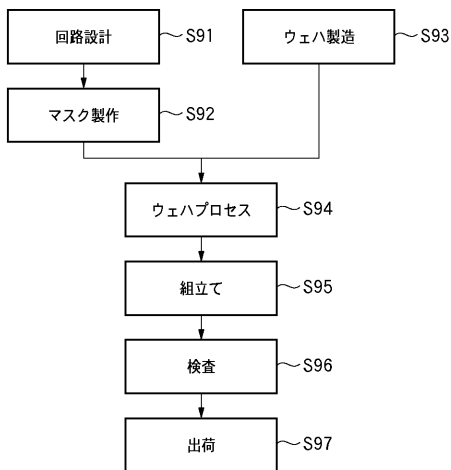 回路設計 S91
ウェハ製造 S93
マスク製作 S92
ウェハプロセス S94
組立て S95
検査 S96
出荷 S97